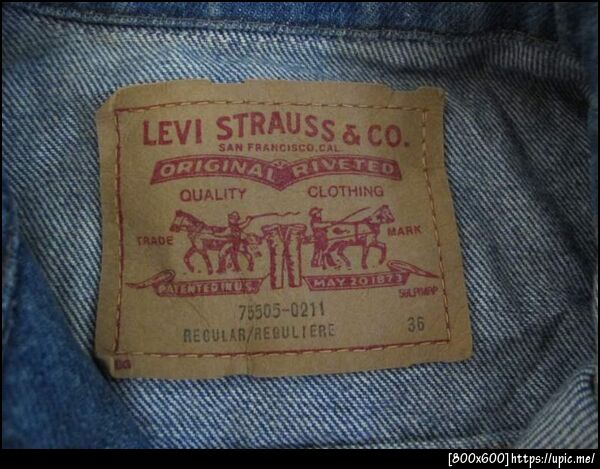 LEVI STRAUSS & CO.
SAN FRANCISCO, CAL.
ORIGINAL RIVETED
QUALITY CLOTHING
TRADE MARK
PATENTED IN U.S. MAY 20 1873
75505-0211
REGULAR/REGULIERE 36
[800x600]https://upic.me/